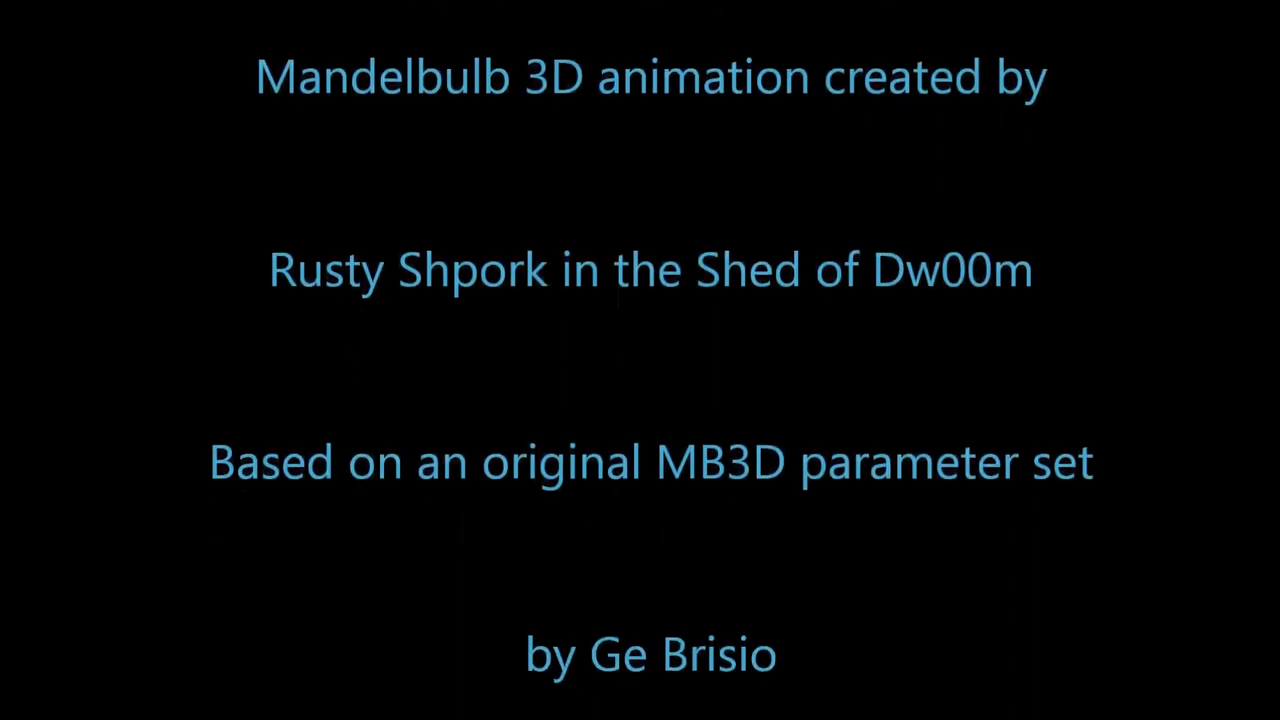 Mandelbulb 3D animation created by
Rusty Shpork in the Shed of Dw00m
Based on an original MB3D parameter set
by Ge Brisio